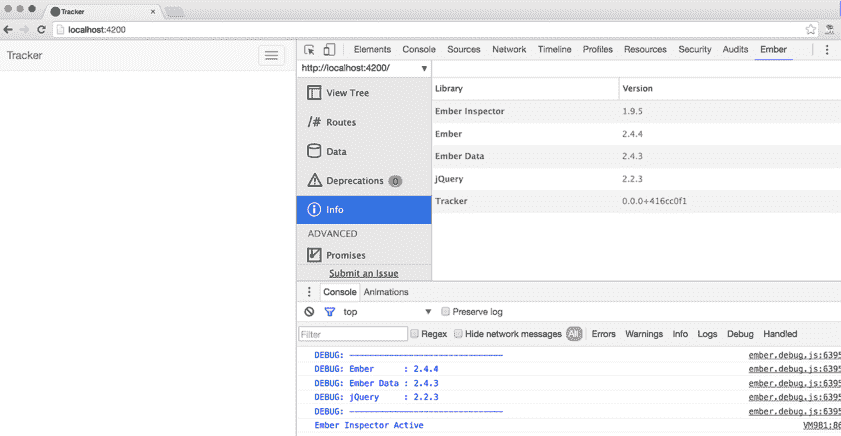 Tracker
localhost:4200
Tracker
Elements Console Sources Network Timeline Profiles Resources Security Audits Ember
http://localhost:4200/
View Tree
/# Routes
Data
Deprecations 0
Info
ADVANCED
Promises
Submit an Issue
Library Version
Ember Inspector 1.9.5
Ember 2.4.4
Ember Data 2.4.3
jQuery 2.2.3
Tracker 0.0.0+416cc0f1
Console Animations
top Preserve log
Filter Regex Hide network messages All Errors Warnings Info Logs Debug Handled
DEBUG: ------------------------------- ember.debug.js:6395
DEBUG: Ember : 2.4.4 ember.debug.js:6395
DEBUG: Ember Data : 2.4.3 ember.debug.js:6395
DEBUG: jQuery : 2.2.3 ember.debug.js:6395
DEBUG: ------------------------------- ember.debug.js:6395
Ember Inspector Active VM981:86